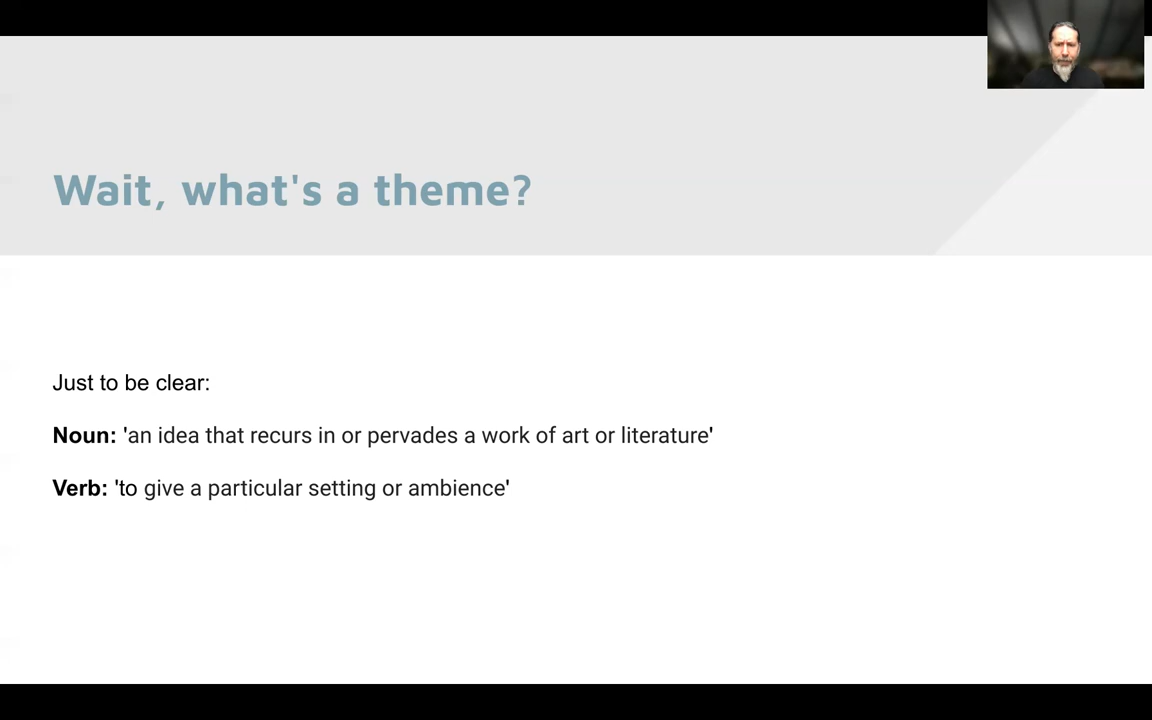 Wait, what's a theme?
Just to be clear:
Noun: 'an idea that recurs in or pervades a work of art or literature'
Verb: 'to give a particular setting or ambience'